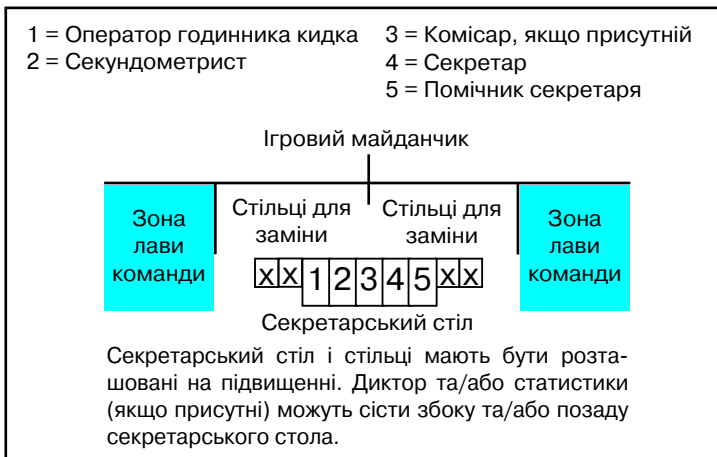 1 = Оператор годинника кидка
2 = Секундометрист
3 = Комісар, якщо присутній
4 = Секретар
5 = Помічник секретаря
Ігровий майданчик
Зона
лави
команди
Стільці для
заміни
Стільці для
заміни
Зона
лави
команди
x x 1 2 3 4 5 x x
Секретарський стіл
Секретарський стіл і стільці мають бути розта-
шовані на підвищенні. Диктор та/або статистики
(якщо присутні) можуть сісти збоку та/або позаду
секретарського стола.